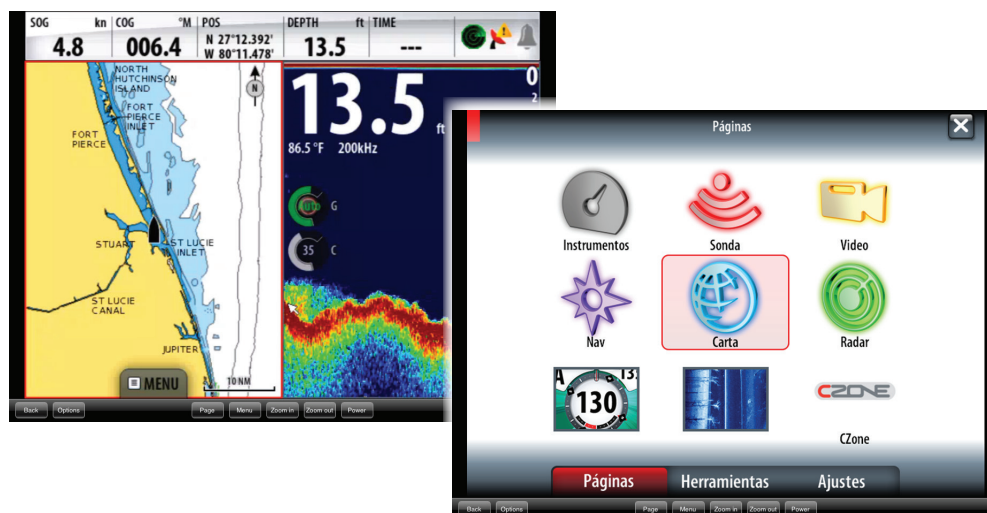 SOG kn COG °M POS DEPTH ft TIME
4.8 006.4 N 27°12.392' 13.5 ---
W 80°11.478'
NORTH
HUTCHINSON
ISLAND
N
FORT
PIERCE
INLET
FORT
PIERCE
STUART
ST LUCIE
INLET
ST LUCIE
CANAL
JUPITER
10 NM
MENU
0
2
13.5 ft
86.5 °F 200kHz
G
35 C
Back Options Page Menu Zoom in Zoom out Power
Páginas
Instrumentos Sonda Video
Nav Carta Radar
130
CZONE
CZone
Páginas Herramientas Ajustes
Back Options Page Menu Zoom in Zoom out Power